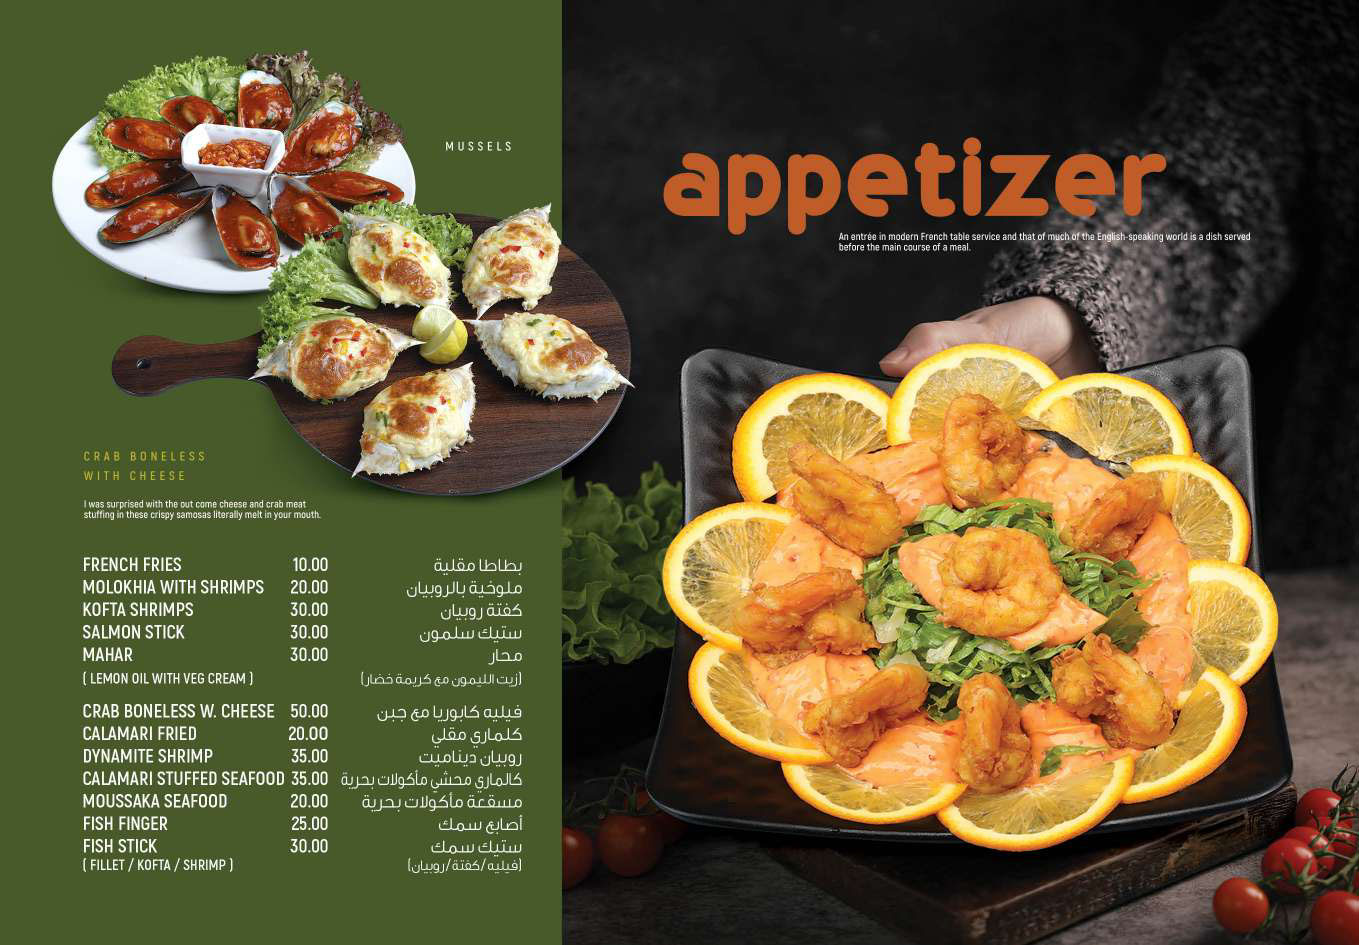 MUSSELS
CRAB BONELESS
WITH CHEESE
I was surprised with the out come cheese and crab meat
stuffing in these crispy samosas literally melt in your mouth.
FRENCH FRIES 10.00 بطاطا مقلية
MOLOKHIA WITH SHRIMPS 20.00 ملوخية بالروبيان
KOFTA SHRIMPS 30.00 كفتة روبيان
SALMON STICK 30.00 ستيك سلمون
MAHAR 30.00 محار
( LEMON OIL WITH VEG CREAM ) (زيت الليمون مع كريمة خضار)
CRAB BONELESS W. CHEESE 50.00 فيليه كابوريا مع جبن
CALAMARI FRIED 20.00 كلماري مقلي
DYNAMITE SHRIMP 35.00 روبيان ديناميت
CALAMARI STUFFED SEAFOOD 35.00 كالماري محشي مأكولات بحرية
MOUSSAKA SEAFOOD 20.00 مسقعة مأكولات بحرية
FISH FINGER 25.00 أصابع سمك
FISH STICK 30.00 ستيك سمك
( FILLET / KOFTA / SHRIMP ) (فيليه/كفتة/روبيان)
appetizer
An entrée in modern French table service and that of much of the English-speaking world is a dish served
before the main course of a meal.